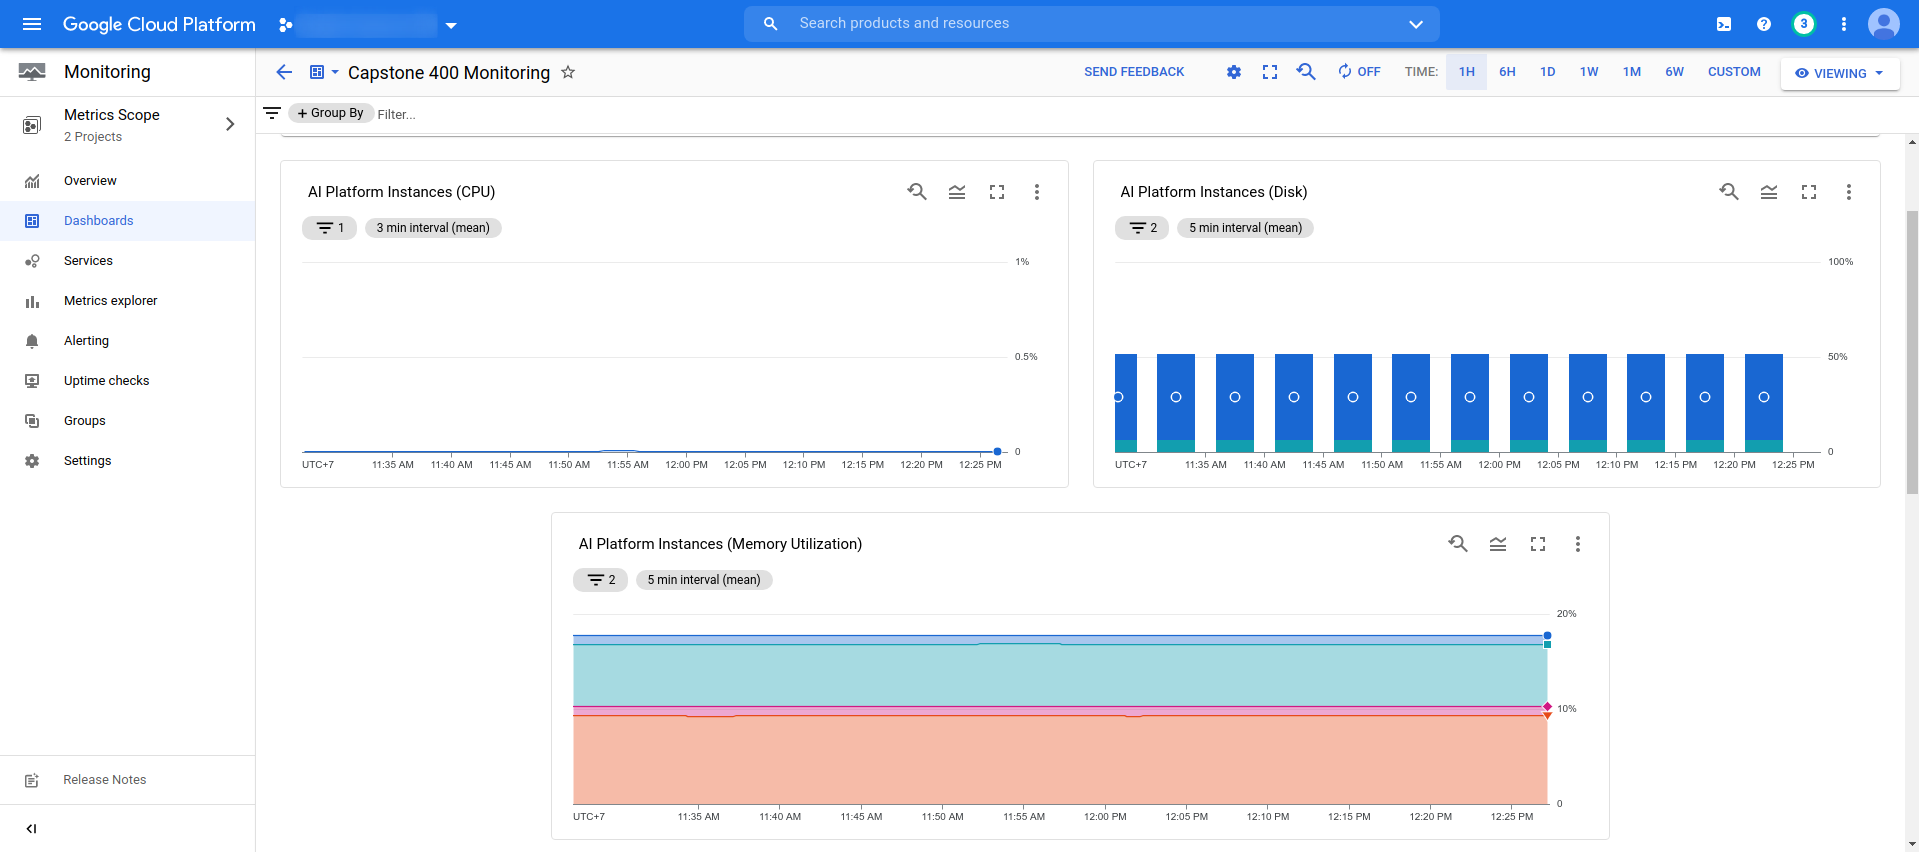 Google Cloud Platform
Search products and resources
3
Monitoring
Capstone 400 Monitoring
SEND FEEDBACK
OFF
TIME:
1H
6H
1D
1W
1M
6W
CUSTOM
VIEWING
Metrics Scope
2 Projects
+ Group By
Filter...
Overview
Dashboards
Services
Metrics explorer
Alerting
Uptime checks
Groups
Settings
Release Notes
AI Platform Instances (CPU)
1
3 min interval (mean)
1%
0.5%
0
UTC+7 11:35 AM 11:40 AM 11:45 AM 11:50 AM 11:55 AM 12:00 PM 12:05 PM 12:10 PM 12:15 PM 12:20 PM 12:25 PM
AI Platform Instances (Disk)
2
5 min interval (mean)
100%
50%
0
UTC+7 11:35 AM 11:40 AM 11:45 AM 11:50 AM 11:55 AM 12:00 PM 12:05 PM 12:10 PM 12:15 PM 12:20 PM 12:25 PM
AI Platform Instances (Memory Utilization)
2
5 min interval (mean)
20%
10%
0
UTC+7 11:35 AM 11:40 AM 11:45 AM 11:50 AM 11:55 AM 12:00 PM 12:05 PM 12:10 PM 12:15 PM 12:20 PM 12:25 PM